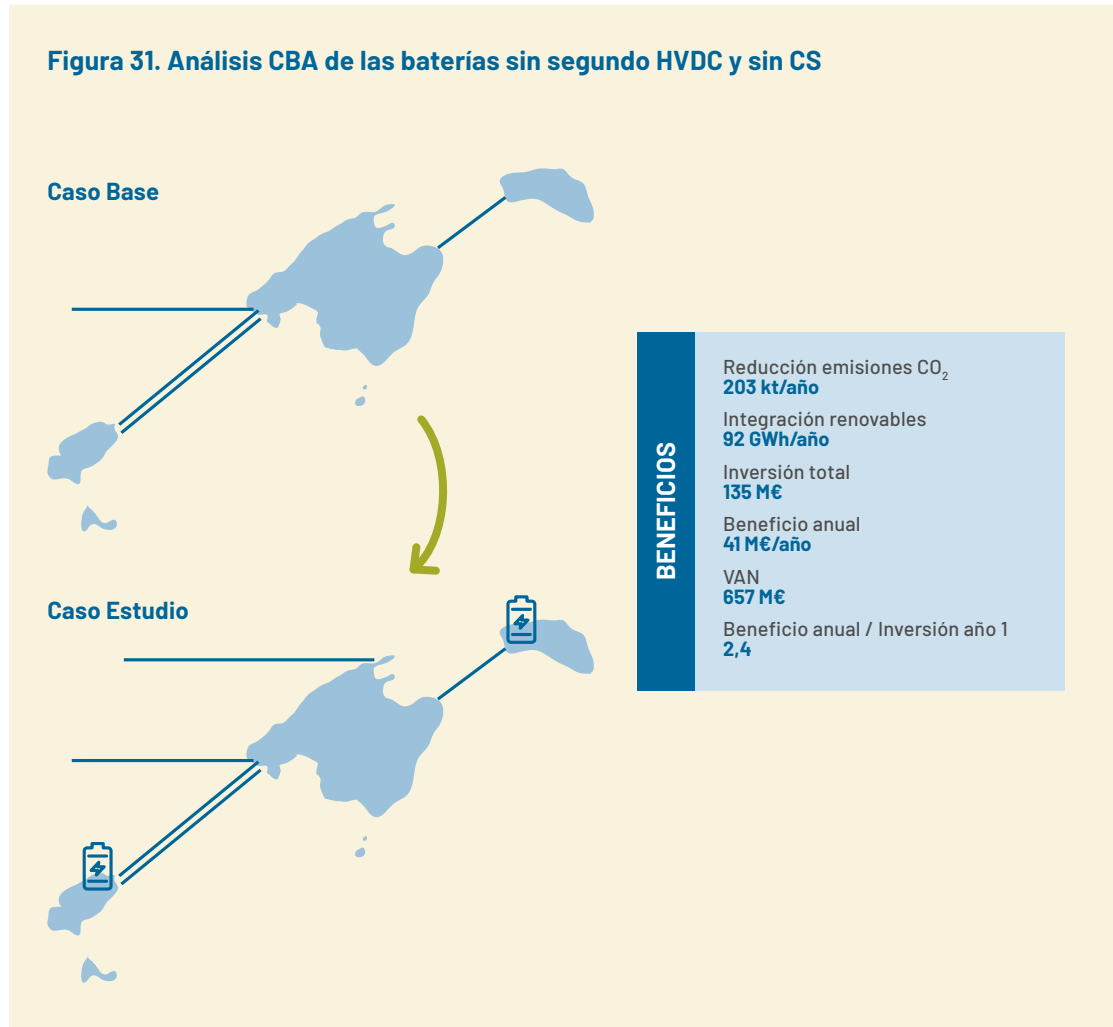 Figura 31. Análisis CBA de las baterías sin segundo HVDC y sin CS
Caso Base
BENEFICIOS
Reducción emisiones CO₂
203 kt/año
Integración renovables
92 GWh/año
Inversión total
135 M€
Beneficio anual
41 M€/año
VAN
657 M€
Beneficio anual / Inversión año 1
2,4
Caso Estudio